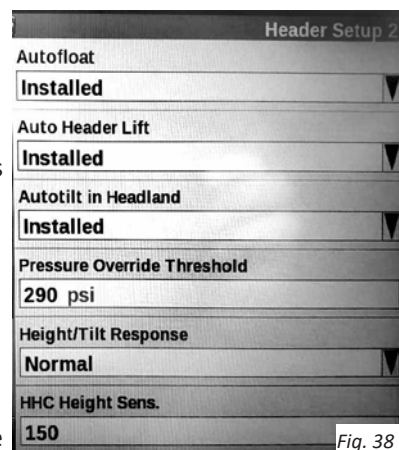 Header Setup 2
Autofloat
Installed
Auto Header Lift
Installed
s
Autotilt in Headland
Installed
Pressure Override Threshold
290 psi
Height/Tilt Response
Normal
HHC Height Sens.
150
e
Fig. 38